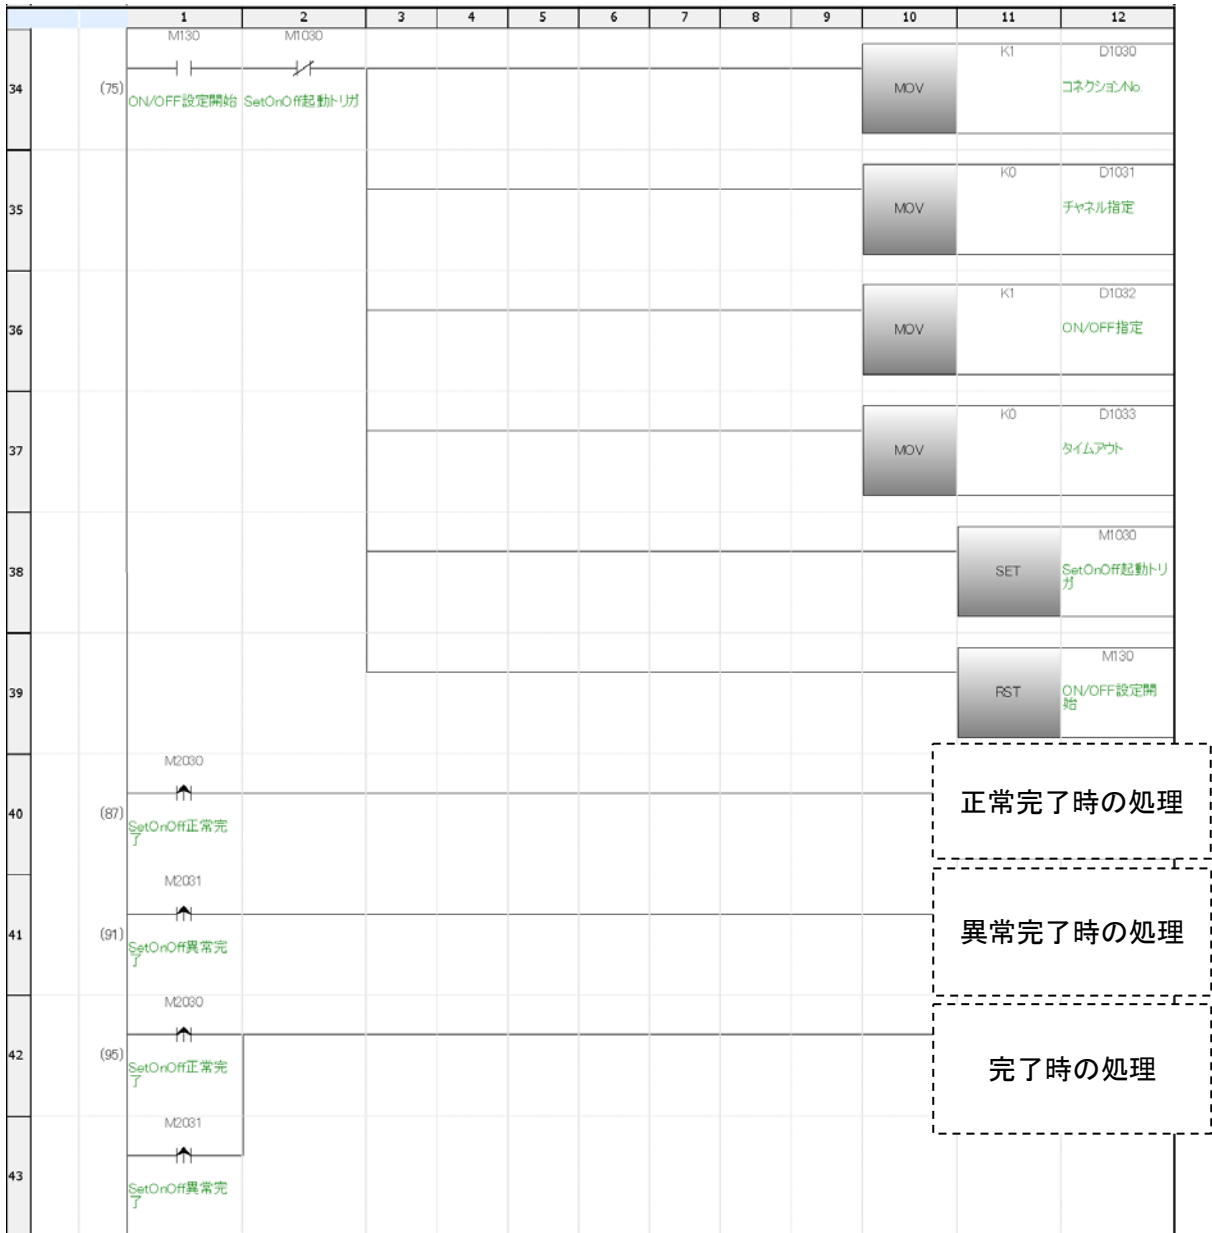 1 2 3 4 5 6 7 8 9 10 11 12
34 (75) M130 M1030 K1 D1030
ON/OFF設定開始 SetOnOff起動トリガ MOV コネクションNo.
35 MOV K0 D1031
チャネル指定
36 MOV K1 D1032
ON/OFF指定
37 MOV K0 D1033
タイムアウト
38 SET M1030
SetOnOff起動トリ
ガ
39 RST M130
ON/OFF設定開
始
M2030
40 (87) 正常完了時の処理
SetOnOff正常完
了
M2031
41 (91) 異常完了時の処理
SetOnOff異常完
了
M2030
42 (95) 完了時の処理
SetOnOff正常完
了
M2031
43
SetOnOff異常完
了